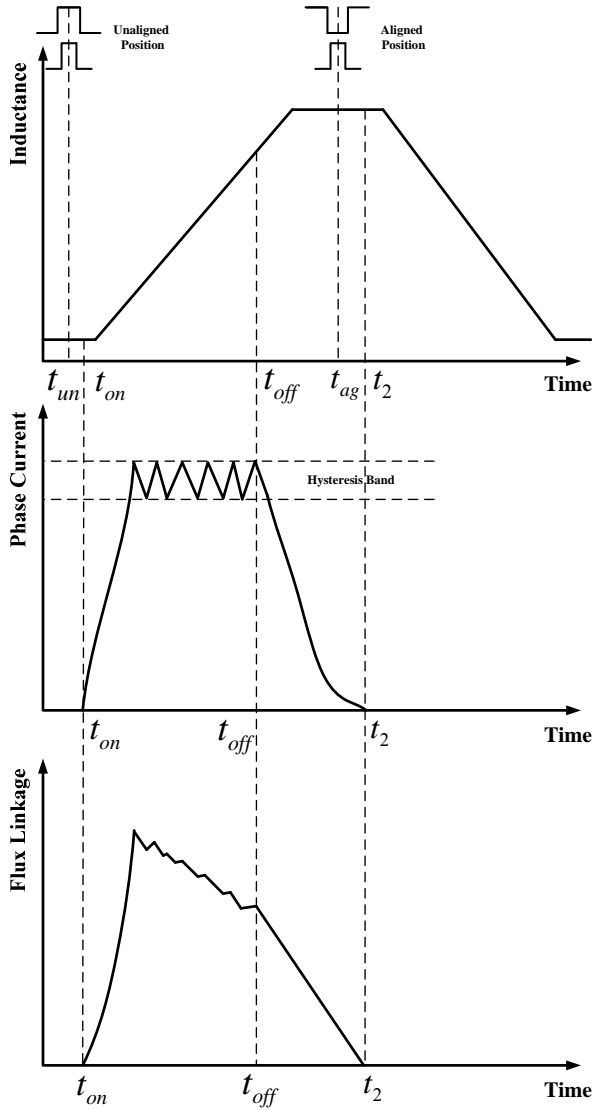 Unaligned
Position
Aligned
Position
Inductance
t_un t_on t_off t_ag t_2 Time
Phase Current
Hysteresis Band
t_on t_off t_2 Time
Flux Linkage
t_on t_off t_2 Time